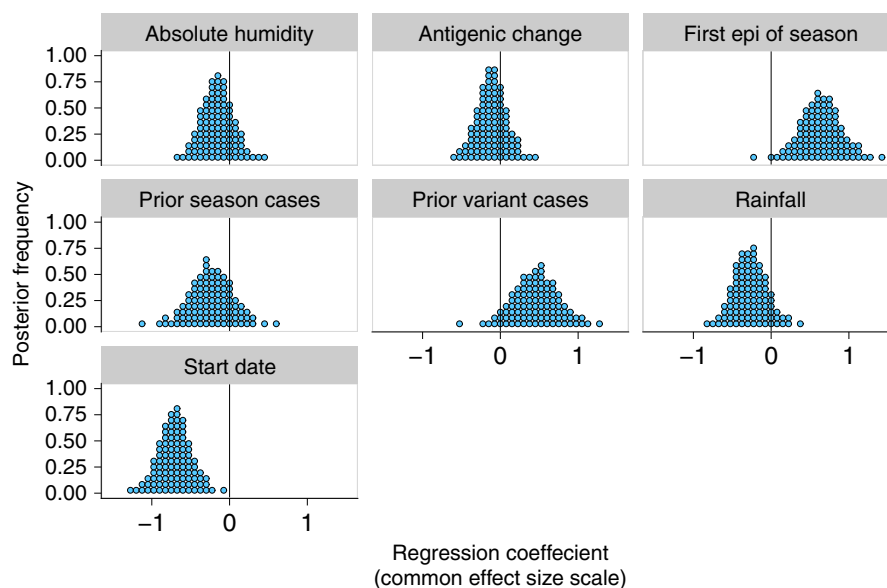 Absolute humidity Antigenic change First epi of season
1.00
0.75
0.50
0.25
0.00
Prior season cases Prior variant cases Rainfall
1.00
0.75
0.50
0.25
0.00
−1 0 1 −1 0 1
Start date
1.00
0.75
0.50
0.25
0.00
−1 0 1
Posterior frequency
Regression coeffecient
(common effect size scale)